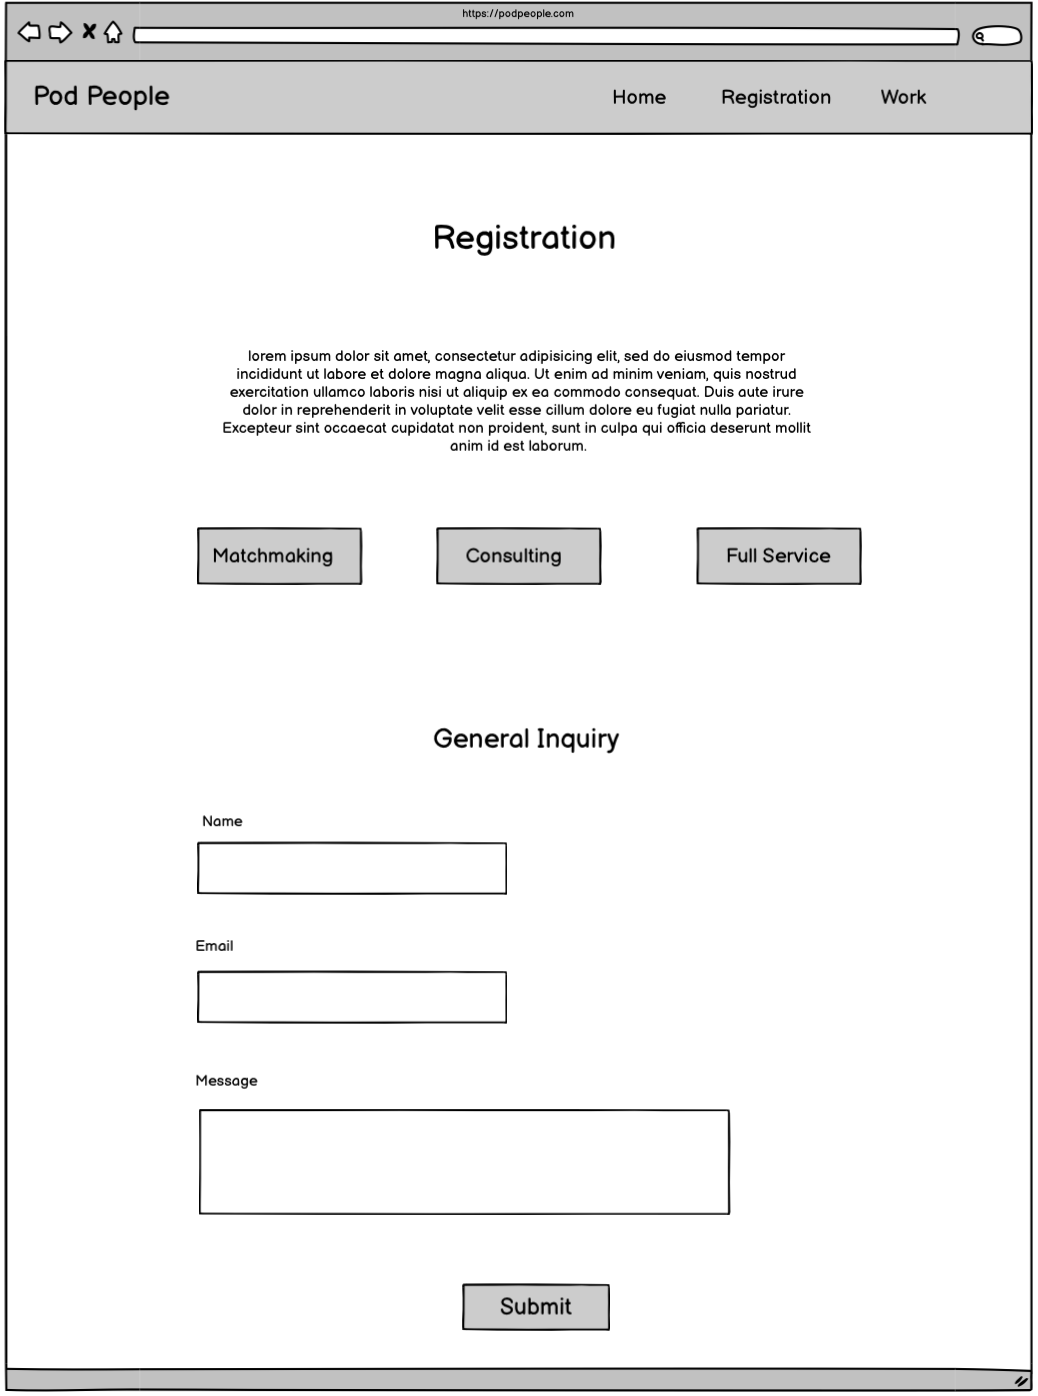 https://podpeople.com
Pod People
Home
Registration
Work
Registration
lorem ipsum dolor sit amet, consectetur adipisicing elit, sed do eiusmod tempor
incididunt ut labore et dolore magna aliqua. Ut enim ad minim veniam, quis nostrud
exercitation ullamco laboris nisi ut aliquip ex ea commodo consequat. Duis aute irure
dolor in reprehenderit in voluptate velit esse cillum dolore eu fugiat nulla pariatur.
Excepteur sint occaecat cupidatat non proident, sunt in culpa qui officia deserunt mollit
anim id est laborum.
Matchmaking
Consulting
Full Service
General Inquiry
Name
Email
Message
Submit